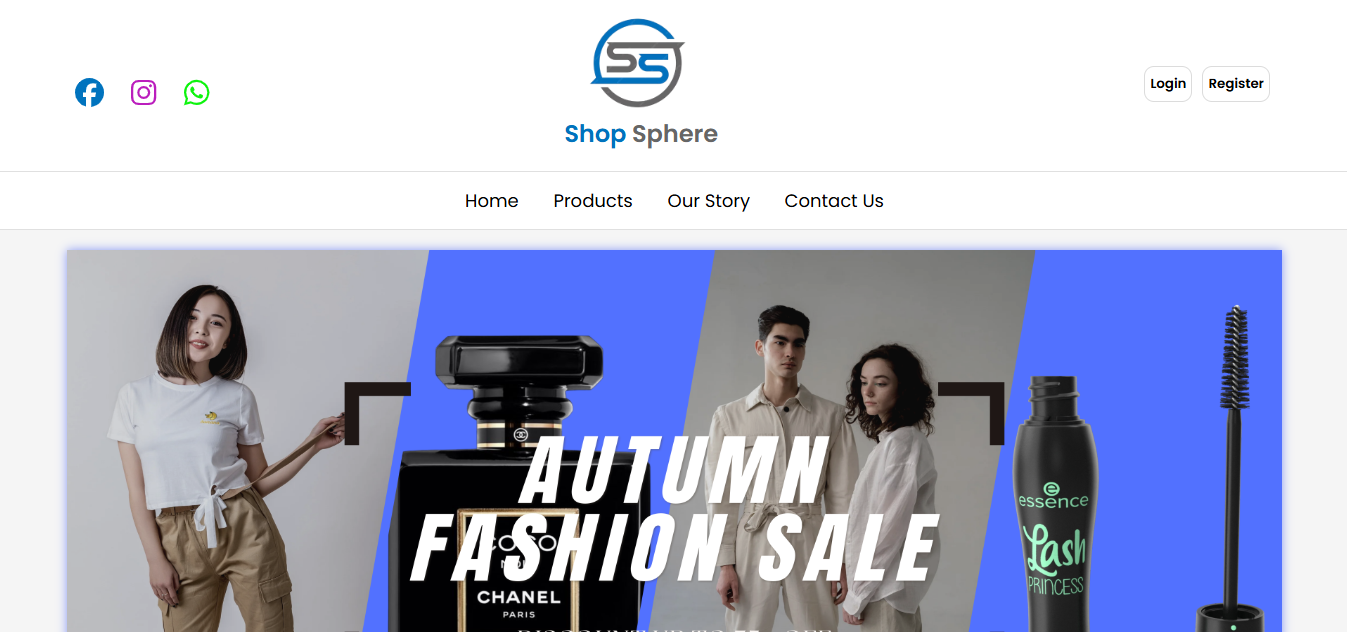 SS
Shop Sphere
Login
Register
Home
Products
Our Story
Contact Us
AUTUMN
FASHION SALE
COCO
CHANEL
PARIS
essence
Lash
PRINCESS